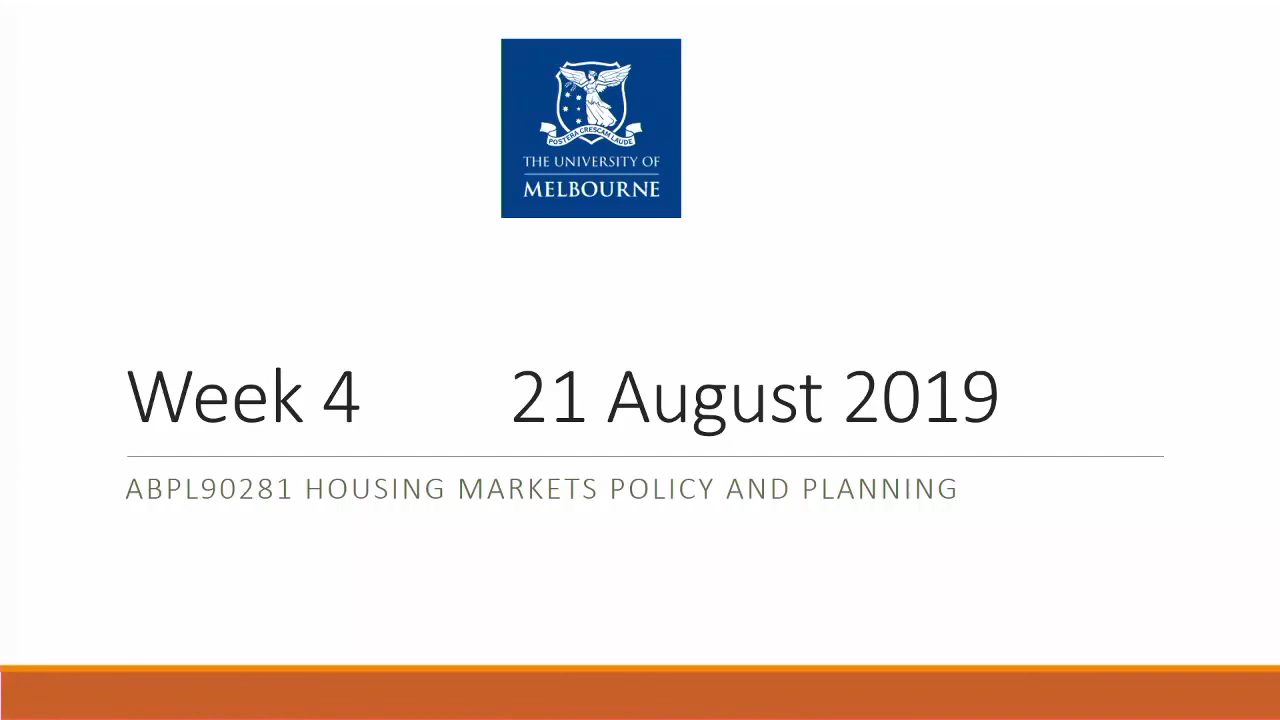 POSTERA CRESCAM LAUDE
THE UNIVERSITY OF
MELBOURNE
Week 4 21 August 2019
ABPL90281 HOUSING MARKETS POLICY AND PLANNING